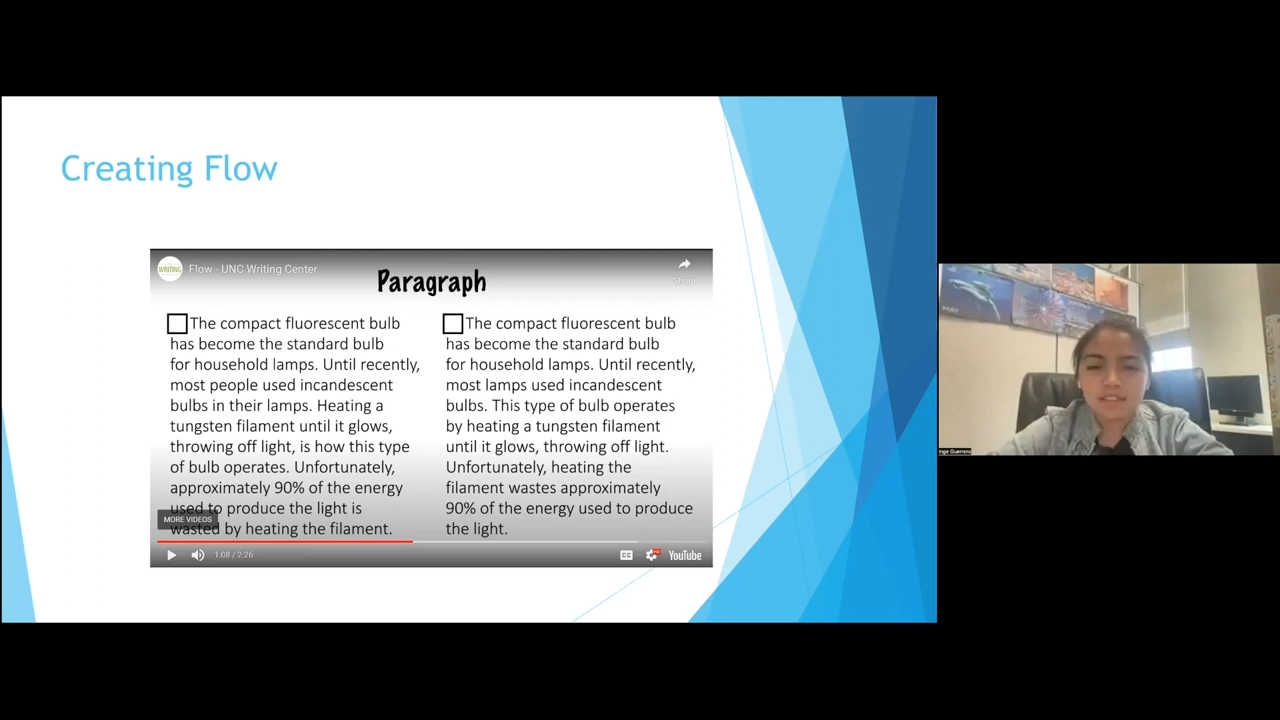 Creating Flow
WRITING
Flow - UNC Writing Center
Share
Paragraph
The compact fluorescent bulb
has become the standard bulb
for household lamps. Until recently,
most people used incandescent
bulbs in their lamps. Heating a
tungsten filament until it glows,
throwing off light, is how this type
of bulb operates. Unfortunately,
approximately 90% of the energy
used to produce the light is
wasted by heating the filament.
The compact fluorescent bulb
has become the standard bulb
for household lamps. Until recently,
most lamps used incandescent
bulbs. This type of bulb operates
by heating a tungsten filament
until it glows, throwing off light.
Unfortunately, heating the
filament wastes approximately
90% of the energy used to produce
the light.
MORE VIDEOS
1:08 / 2:26
CC
HD
YouTube
MAY
Guerrero